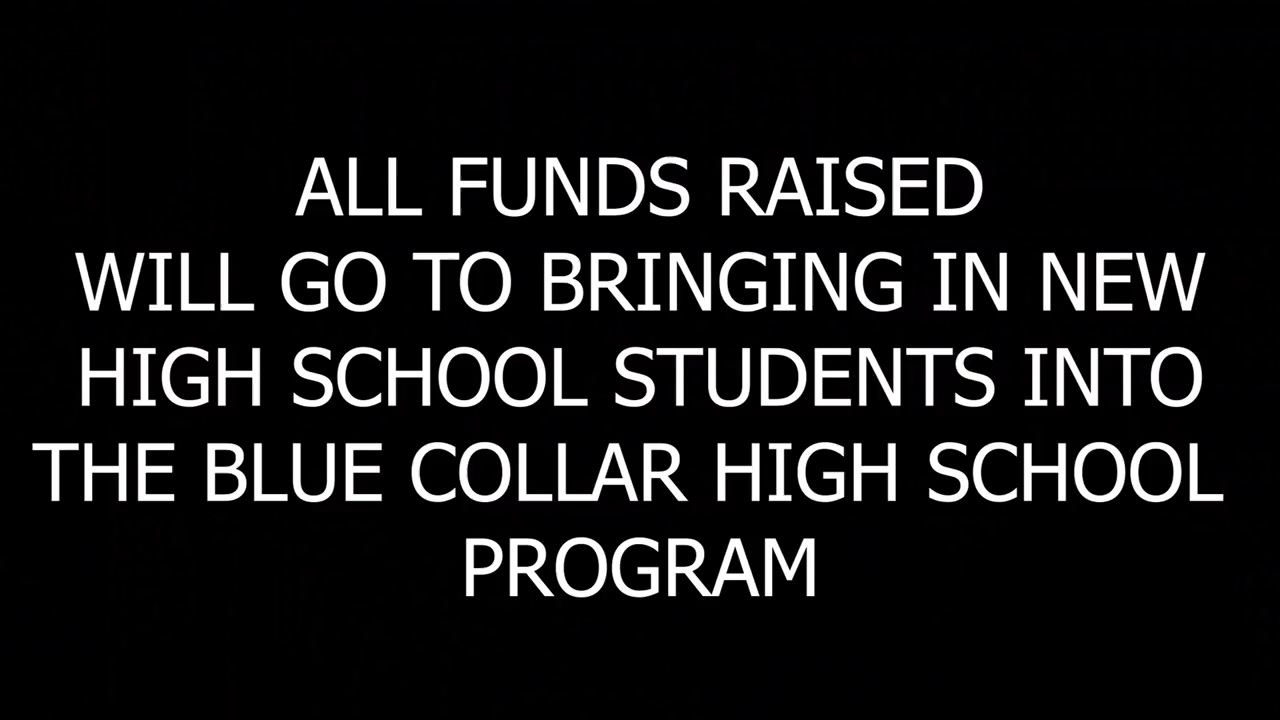 ALL FUNDS RAISED
WILL GO TO BRINGING IN NEW
HIGH SCHOOL STUDENTS INTO
THE BLUE COLLAR HIGH SCHOOL
PROGRAM